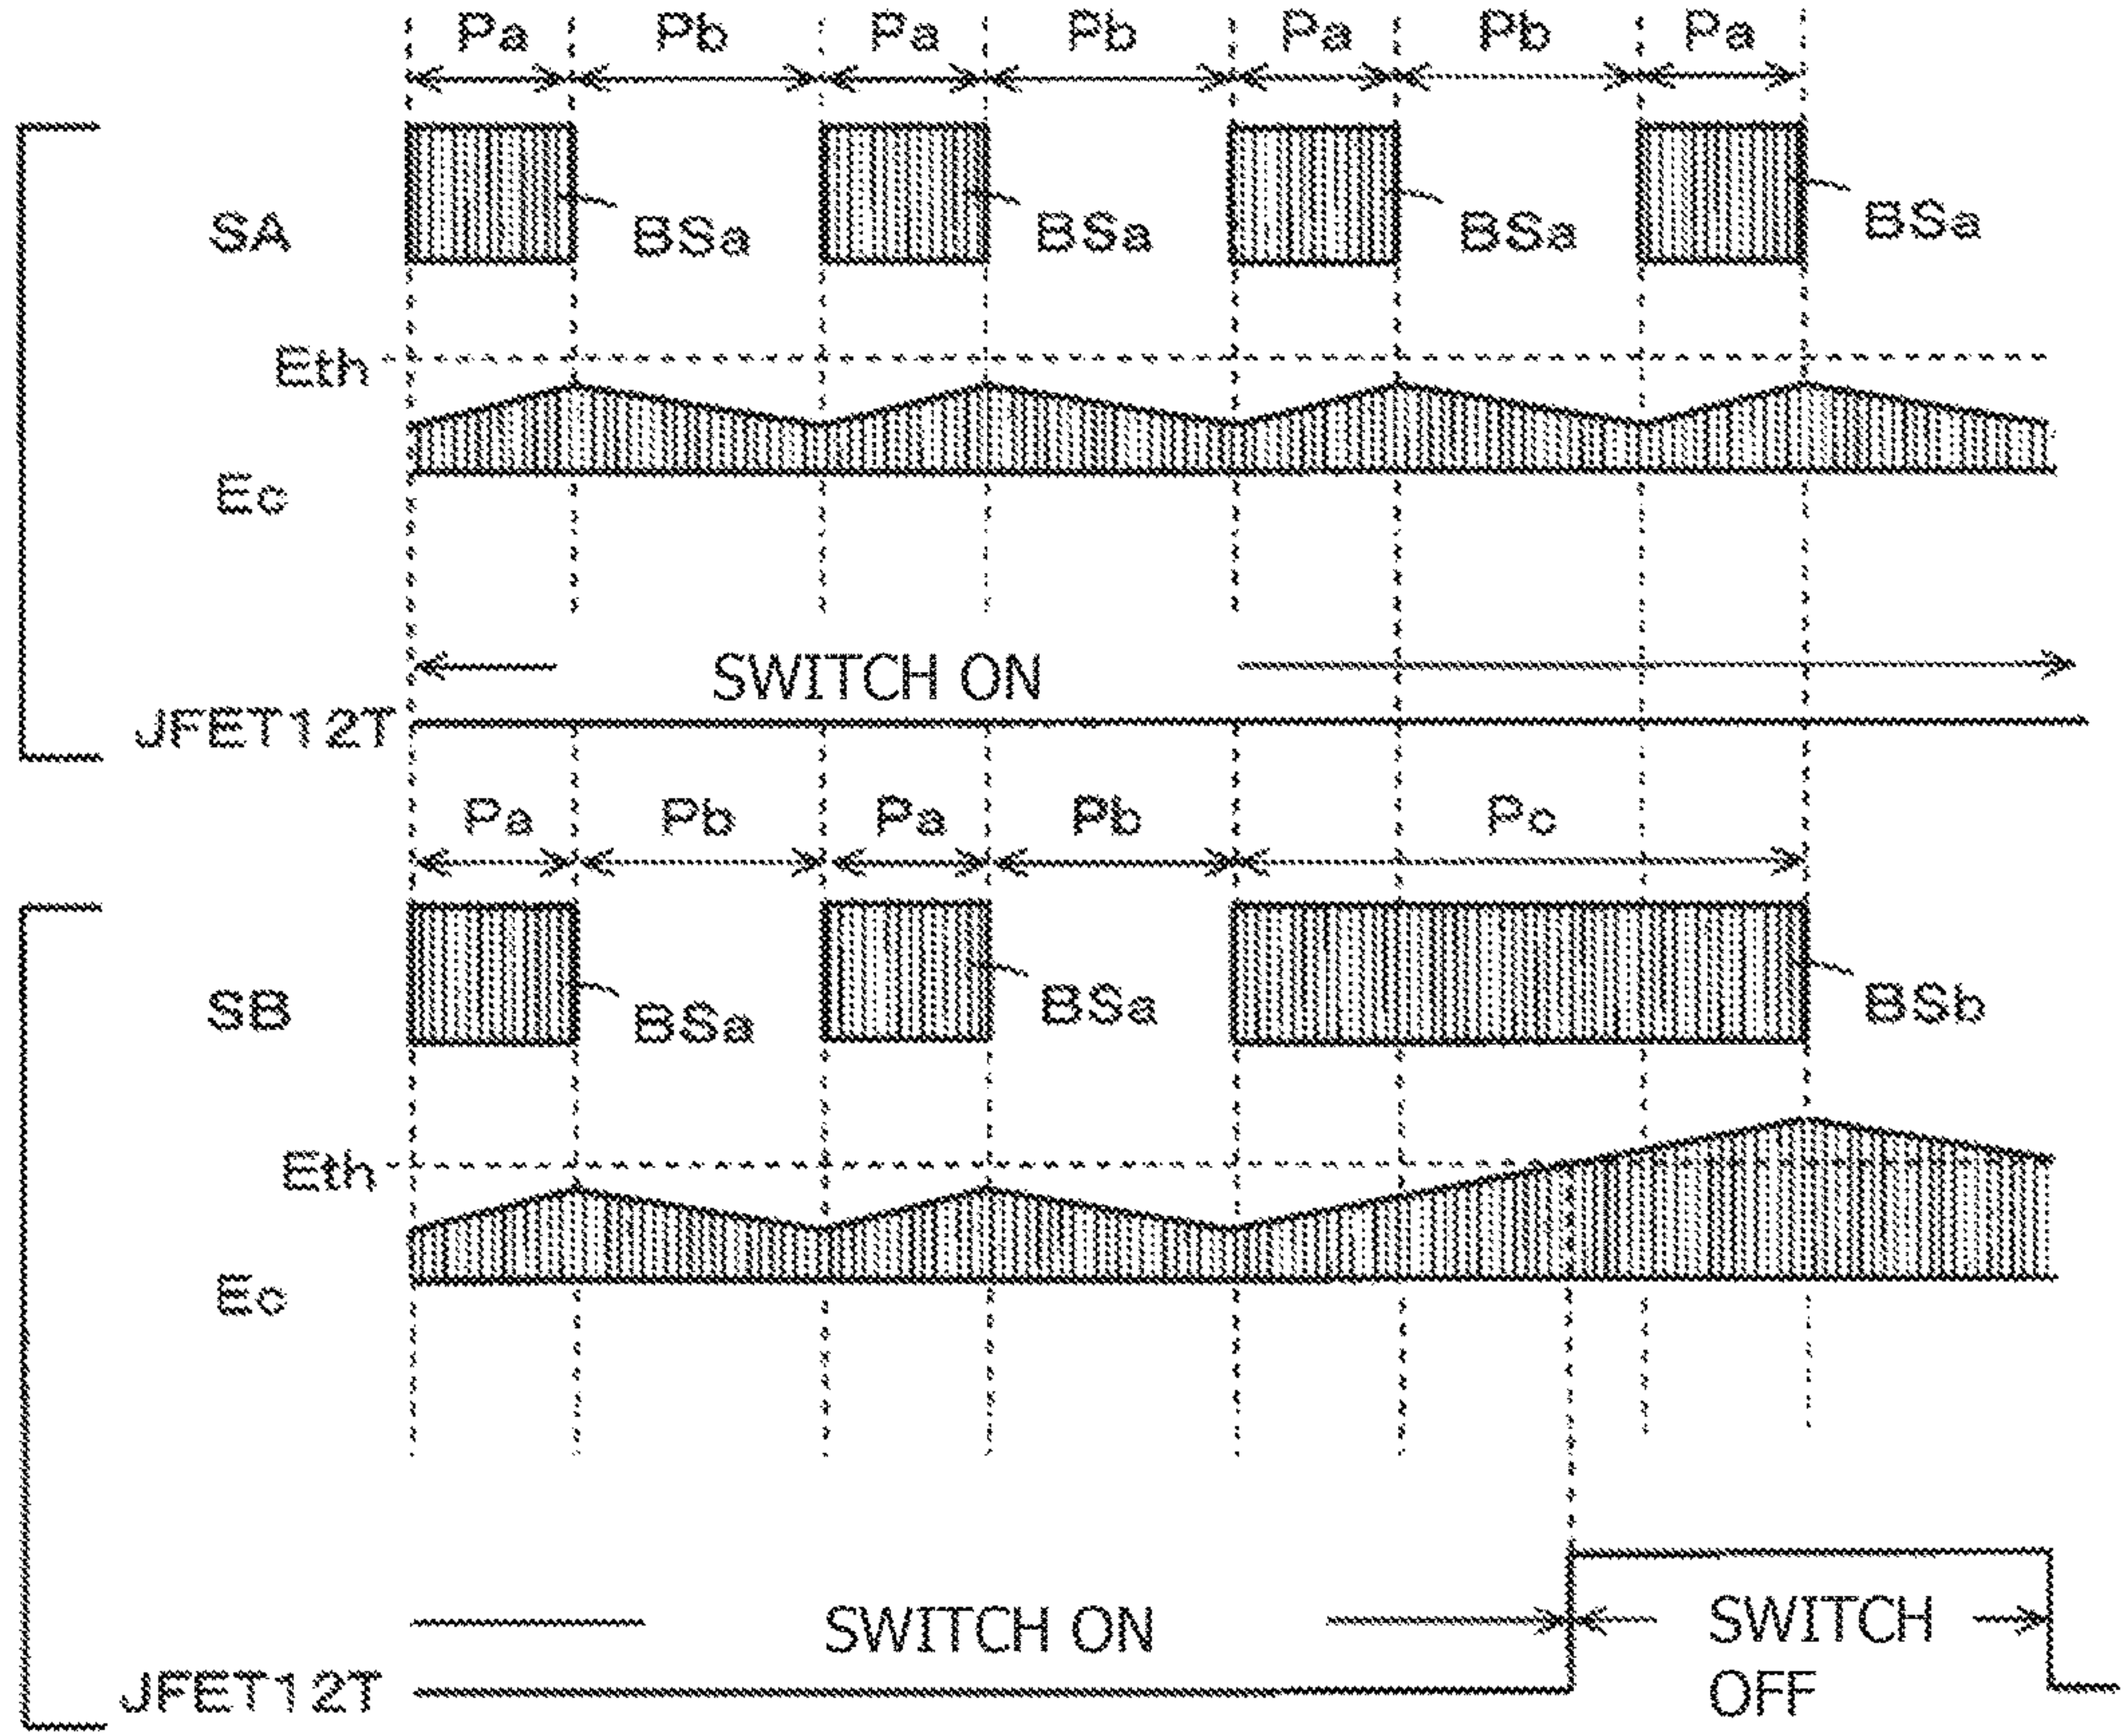 Pa Pb Pa Pb Pa Pb Pa
SA BSa BSa BSa BSa
Eth
Ec
SWITCH ON
JFET12T
Pa Pb Pa Pb Pc
SB BSa BSa BSb
Eth
Ec
SWITCH ON SWITCH
OFF
JFET12T